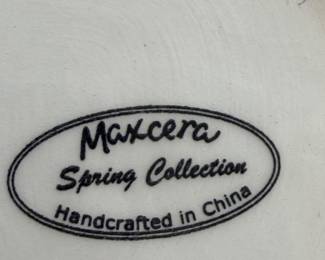 Maxcera
Spring Collection
Handcrafted in China